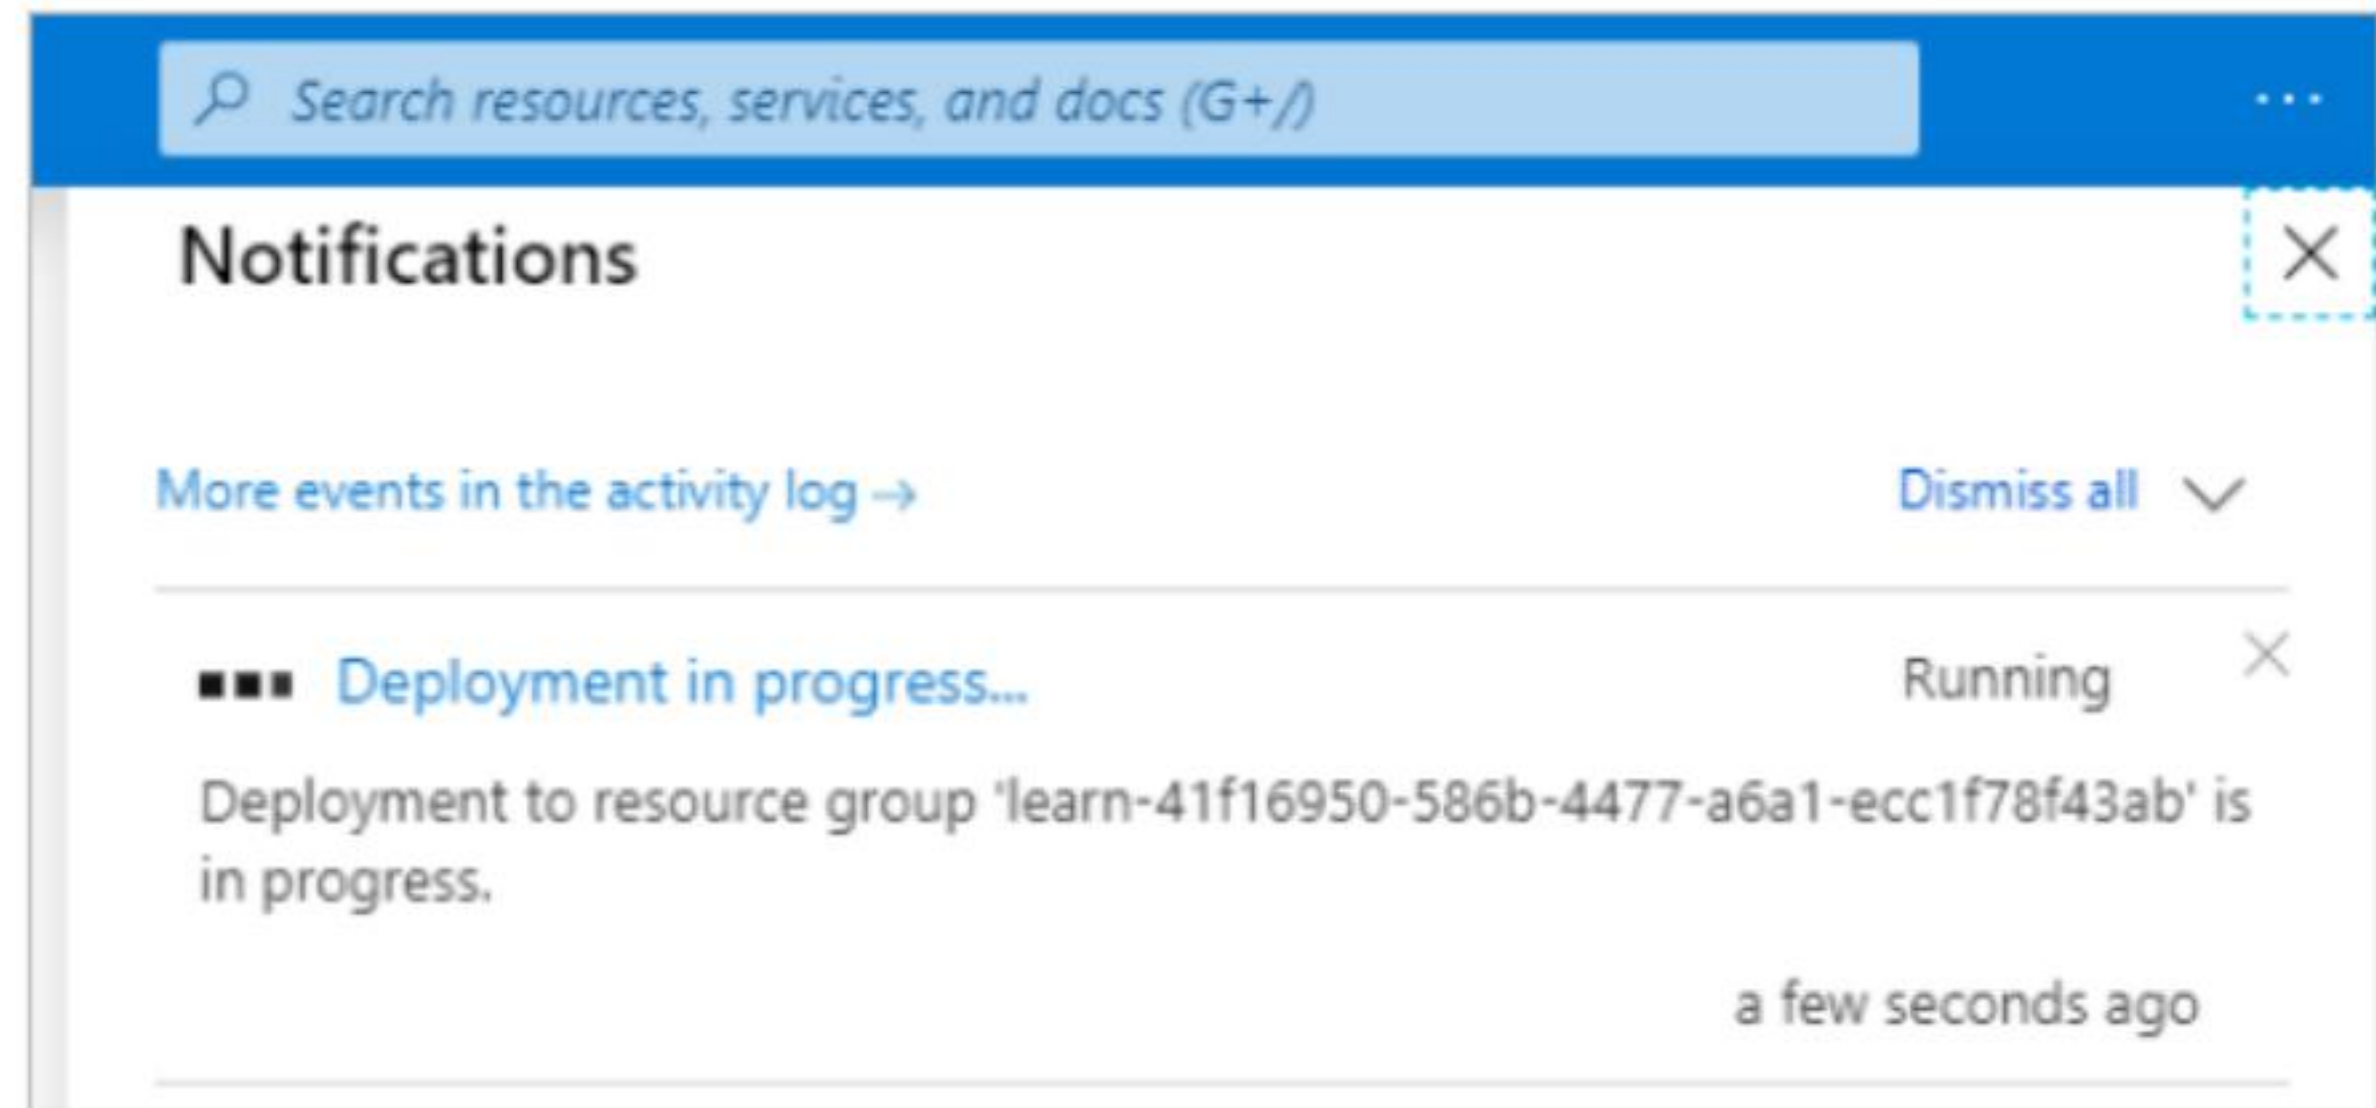 Search resources, services, and docs (G+/)
Notifications
More events in the activity log →
Dismiss all
Deployment in progress...
Running
Deployment to resource group 'learn-41f16950-586b-4477-a6a1-ecc1f78f43ab' is
in progress.
a few seconds ago